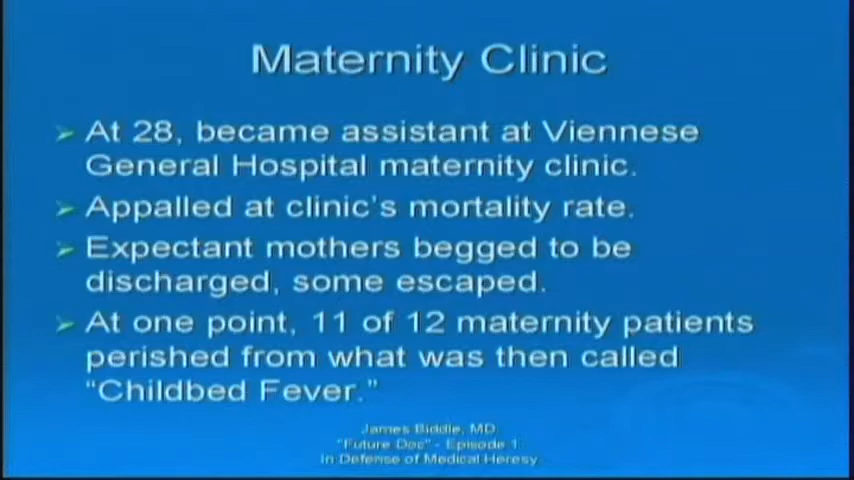 Maternity Clinic
At 28, became assistant at Viennese
General Hospital maternity clinic.
Appalled at clinic's mortality rate.
Expectant mothers begged to be
discharged, some escaped.
At one point, 11 of 12 maternity patients
perished from what was then called
“Childbed Fever.”
James Biddle, MD
"Future Doc" - Episode 1
In Defense of Medical Heresy